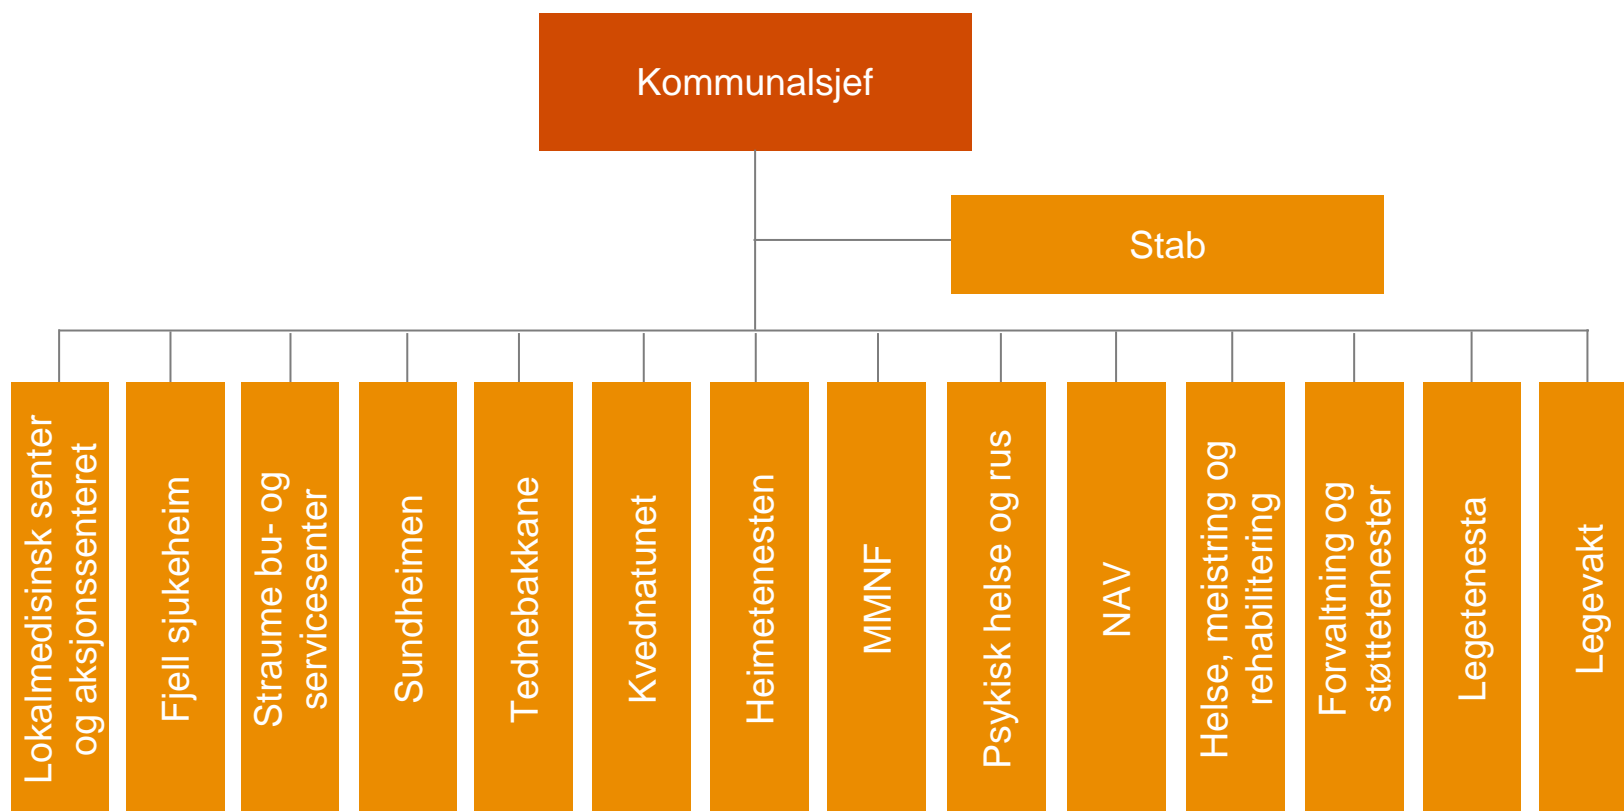 Kommunalsjef
Stab
Lokalmedisinsk senter
og aksjonssenteret
Fjell sjukeheim
Straume bu- og
servicesenter
Sundheimen
Tednebakkane
Kvednatunet
Heimetenesten
MMNF
Psykisk helse og rus
NAV
Helse, meistring og
rehabilitering
Forvaltning og
støttetenester
Legetenesta
Legevakt